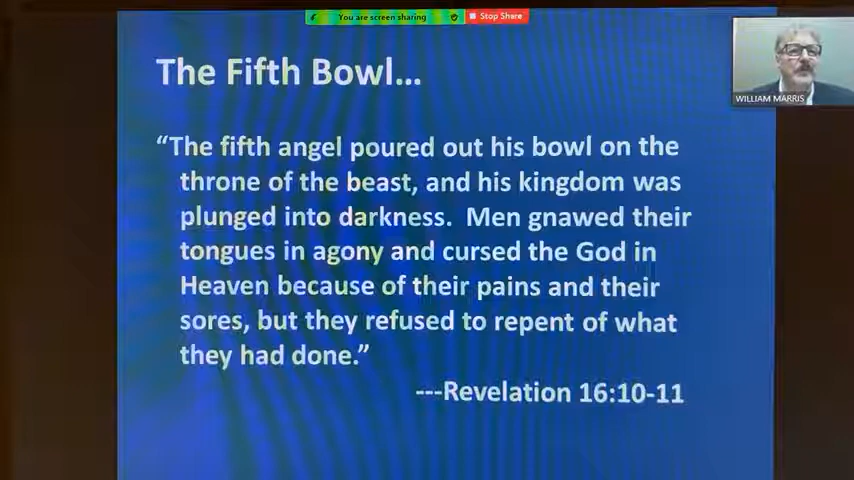 You are screen sharing
Stop Share
The Fifth Bowl...
WILLIAM MARRIS
“The fifth angel poured out his bowl on the
throne of the beast, and his kingdom was
plunged into darkness.  Men gnawed their
tongues in agony and cursed the God in
Heaven because of their pains and their
sores, but they refused to repent of what
they had done.”
---Revelation 16:10-11